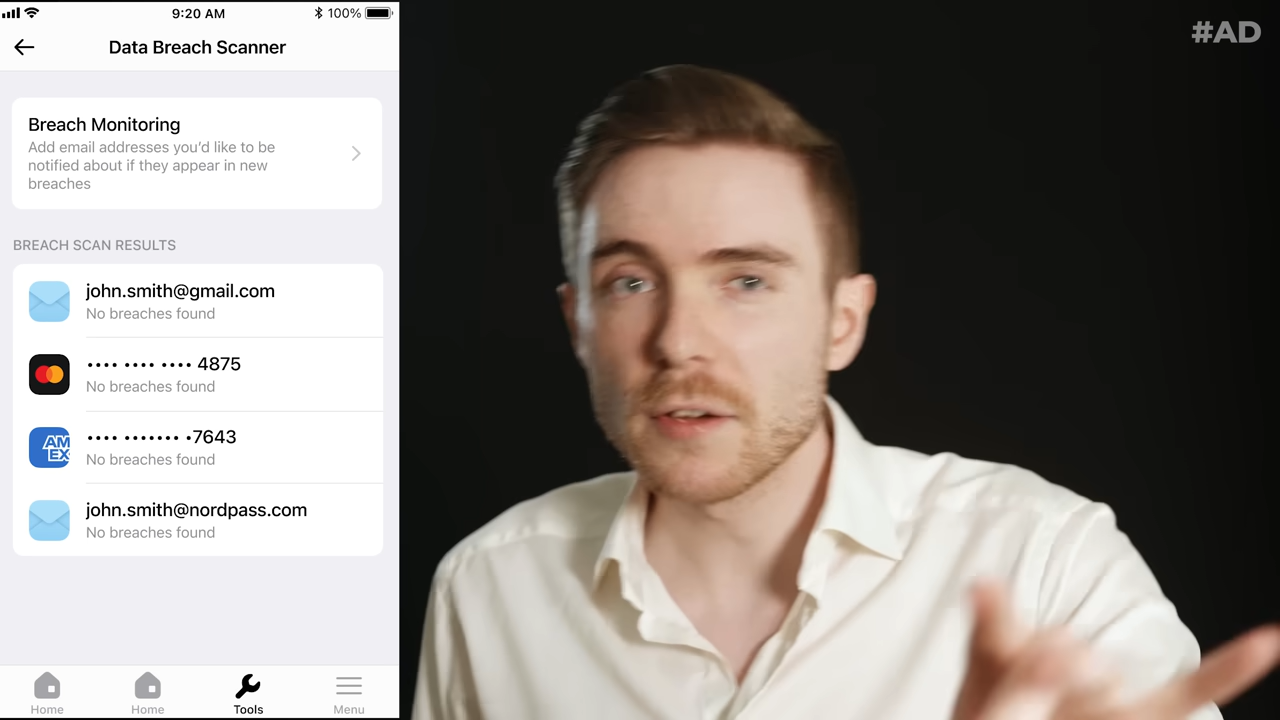 9:20 AM
100%
Data Breach Scanner
Breach Monitoring
Add email addresses you'd like to be
notified about if they appear in new
breaches
BREACH SCAN RESULTS
john.smith@gmail.com
No breaches found
•••• •••• •••• 4875
No breaches found
AM
EX
•••• ••••••• •7643
No breaches found
john.smith@nordpass.com
No breaches found
Home
Home
Tools
Menu
#AD